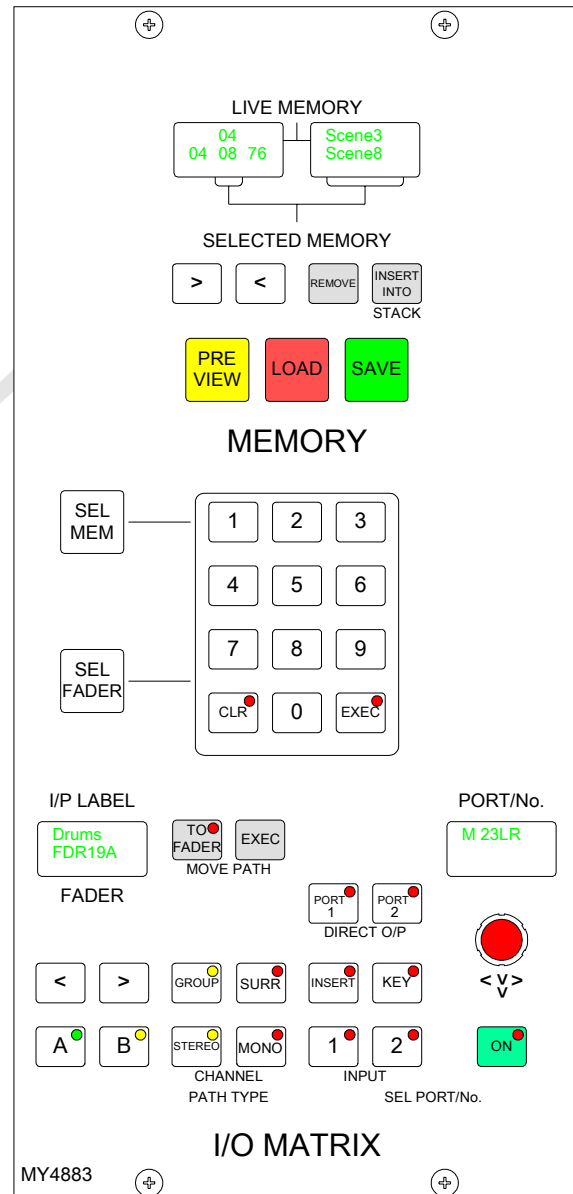 LIVE MEMORY
04
04 08 76
Scene3
Scene8
SELECTED MEMORY
>
<
REMOVE
INSERT
INTO
STACK
PRE
VIEW
LOAD
SAVE
MEMORY
SEL
MEM
1 2 3
4 5 6
7 8 9
SEL
FADER
CLR 0 EXEC
I/P LABEL
PORT/No.
Drums
FDR19A
TO
FADER
EXEC
M 23LR
MOVE PATH
FADER
PORT
1
PORT
2
DIRECT O/P
< > GROUP SURR INSERT KEY
< v >
v
A B STEREO MONO 1 2 ON
CHANNEL INPUT
PATH TYPE SEL PORT/No.
I/O MATRIX
MY4883